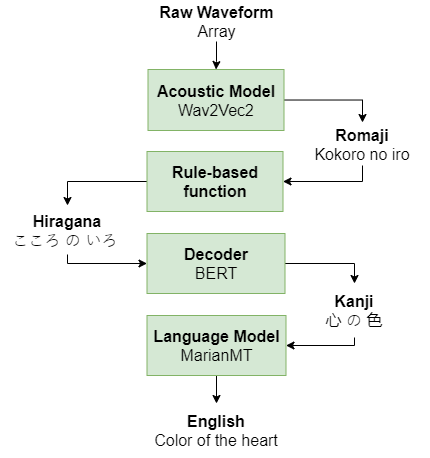 Raw Waveform
Array
Acoustic Model
Wav2Vec2
Romaji
Kokoro no iro
Rule-based
function
Hiragana
こころ の いろ
Decoder
BERT
Kanji
心 の 色
Language Model
MarianMT
English
Color of the heart